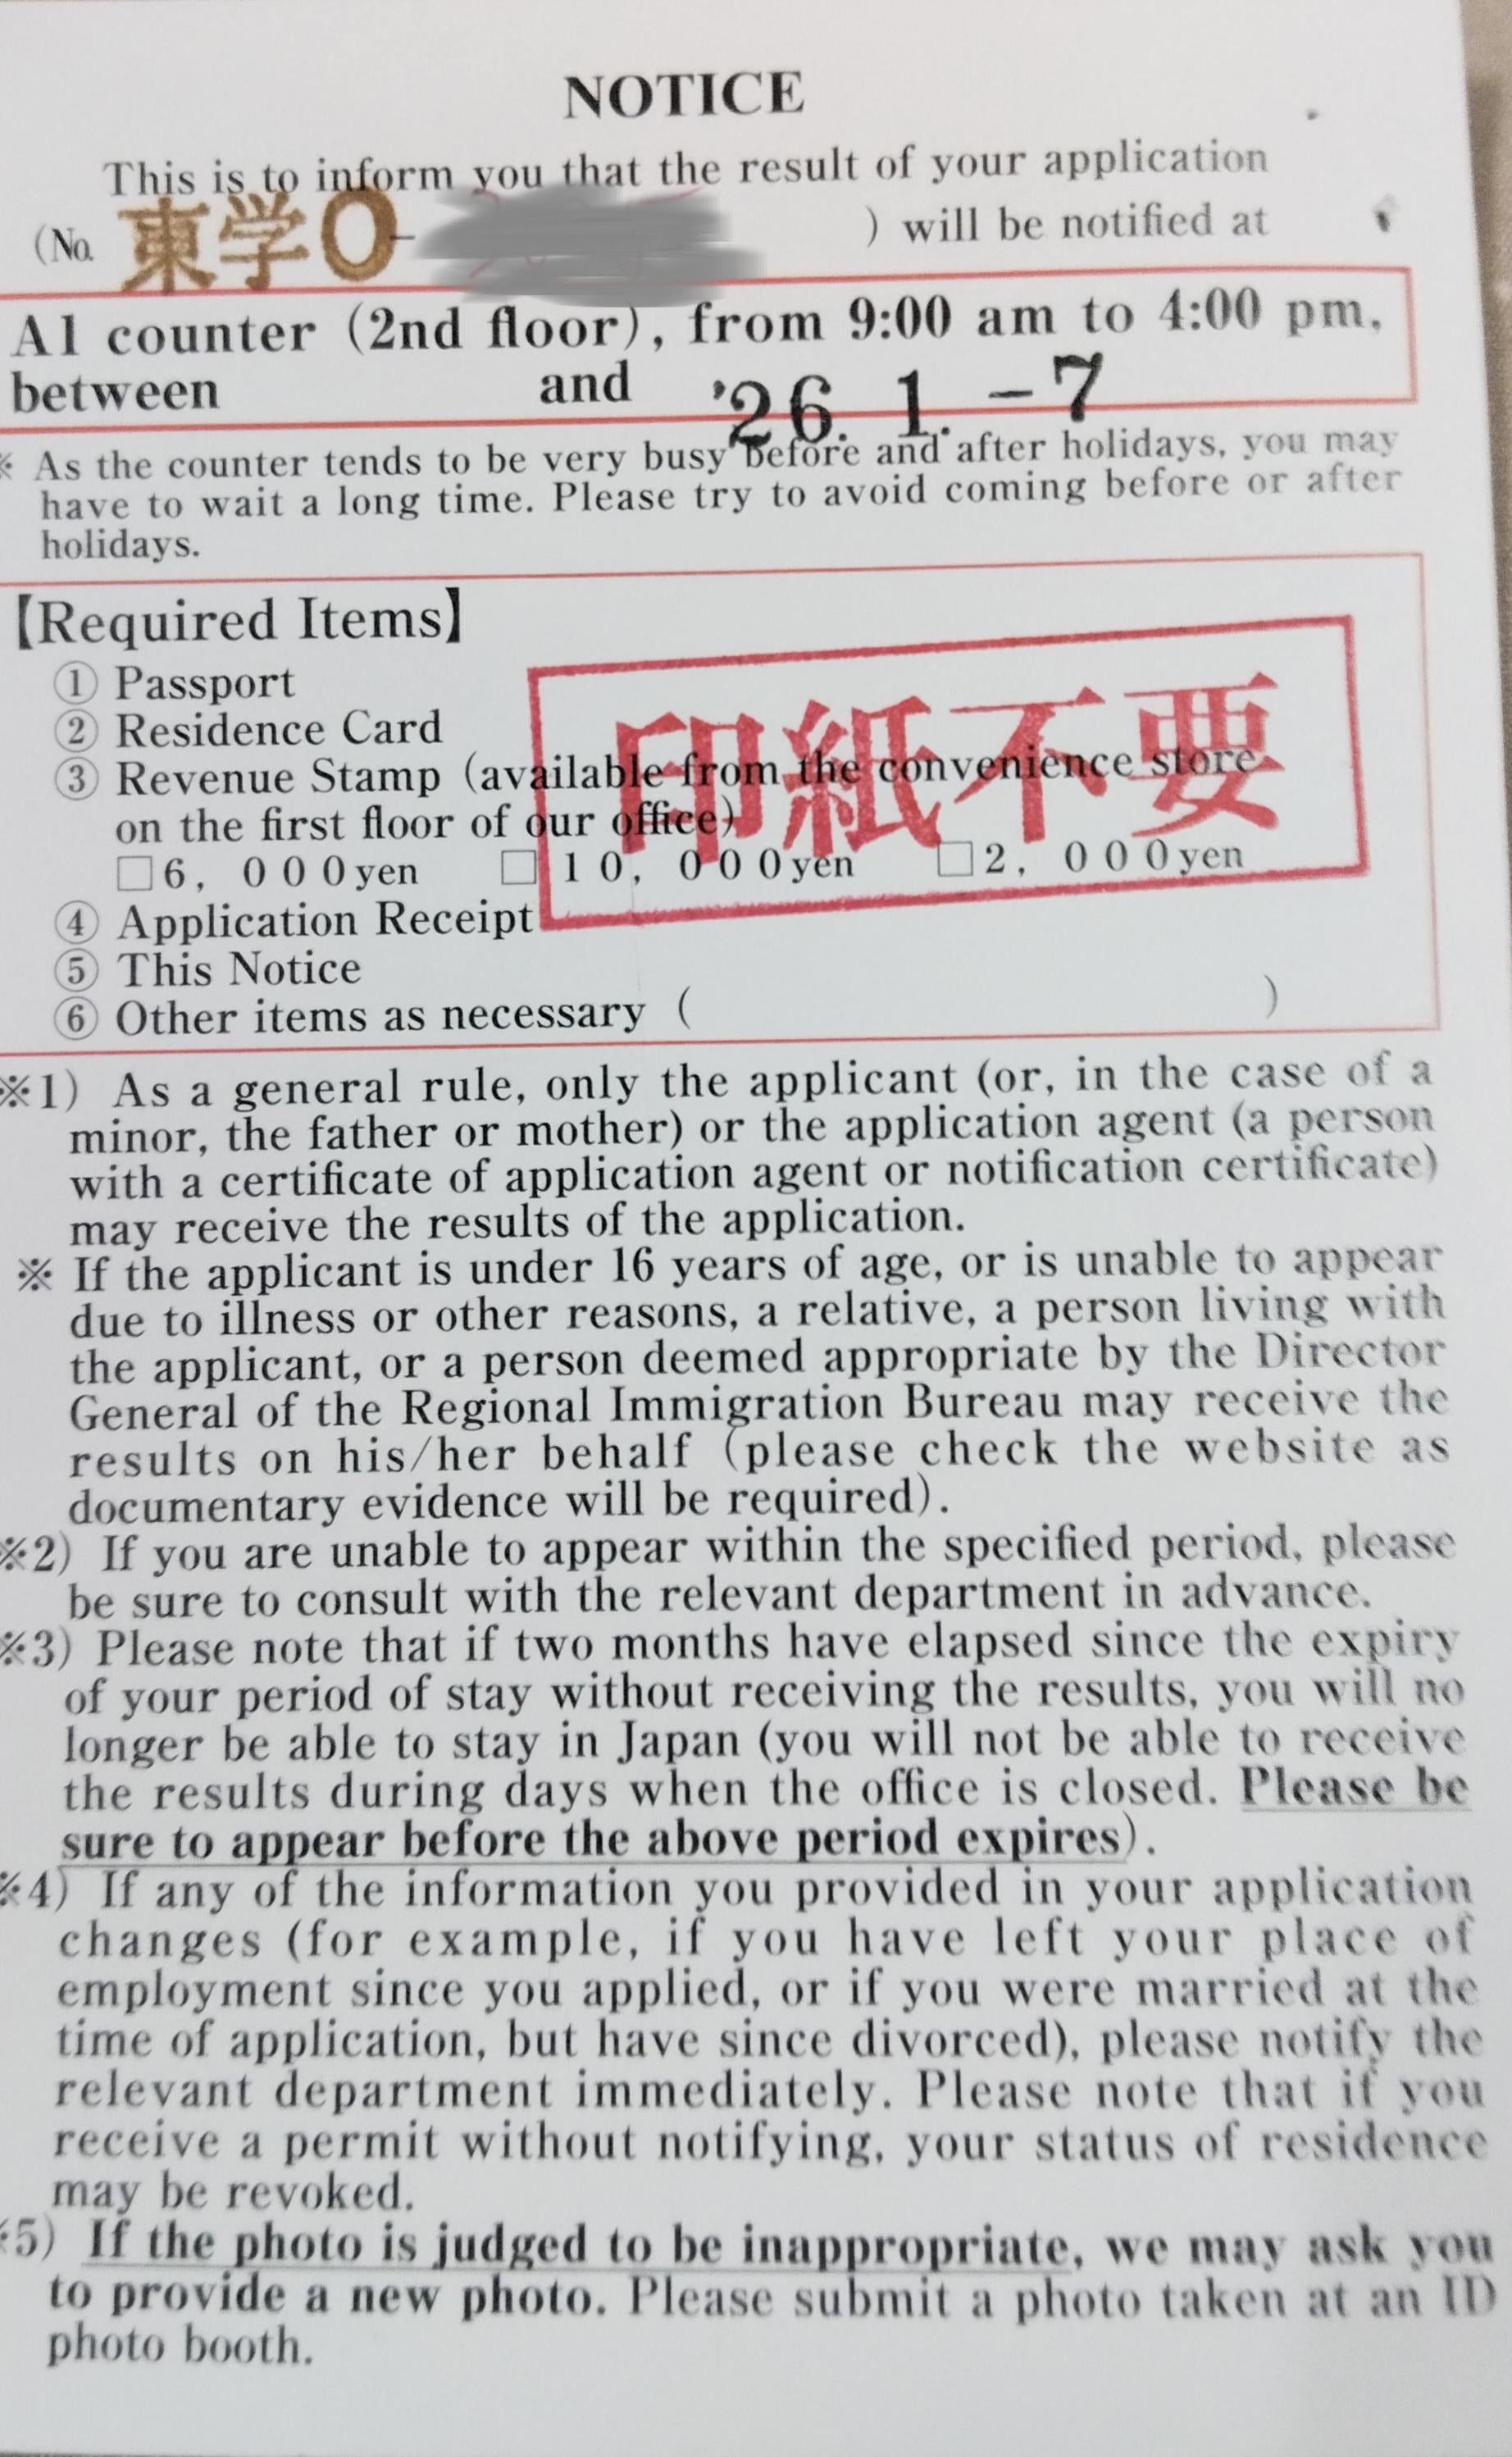 NOTICE
This is to inform you that the result of your application
(No. 東学O- ) will be notified at
A1 counter (2nd floor), from 9:00 am to 4:00 pm,
between and '26. 1. -7
※ As the counter tends to be very busy before and after holidays, you may
have to wait a long time. Please try to avoid coming before or after
holidays.
【Required Items】
① Passport
② Residence Card
③ Revenue Stamp (available from the convenience store
on the first floor of our office)
印紙不要
□6, 000yen □10, 000yen □2, 000yen
④ Application Receipt
⑤ This Notice
⑥ Other items as necessary ( )
※1) As a general rule, only the applicant (or, in the case of a
minor, the father or mother) or the application agent (a person
with a certificate of application agent or notification certificate)
may receive the results of the application.
※ If the applicant is under 16 years of age, or is unable to appear
due to illness or other reasons, a relative, a person living with
the applicant, or a person deemed appropriate by the Director
General of the Regional Immigration Bureau may receive the
results on his/her behalf (please check the website as
documentary evidence will be required).
※2) If you are unable to appear within the specified period, please
be sure to consult with the relevant department in advance.
※3) Please note that if two months have elapsed since the expiry
of your period of stay without receiving the results, you will no
longer be able to stay in Japan (you will not be able to receive
the results during days when the office is closed. Please be
sure to appear before the above period expires).
※4) If any of the information you provided in your application
changes (for example, if you have left your place of
employment since you applied, or if you were married at the
time of application, but have since divorced), please notify the
relevant department immediately. Please note that if you
receive a permit without notifying, your status of residence
may be revoked.
※5) If the photo is judged to be inappropriate, we may ask you
to provide a new photo. Please submit a photo taken at an ID
photo booth.